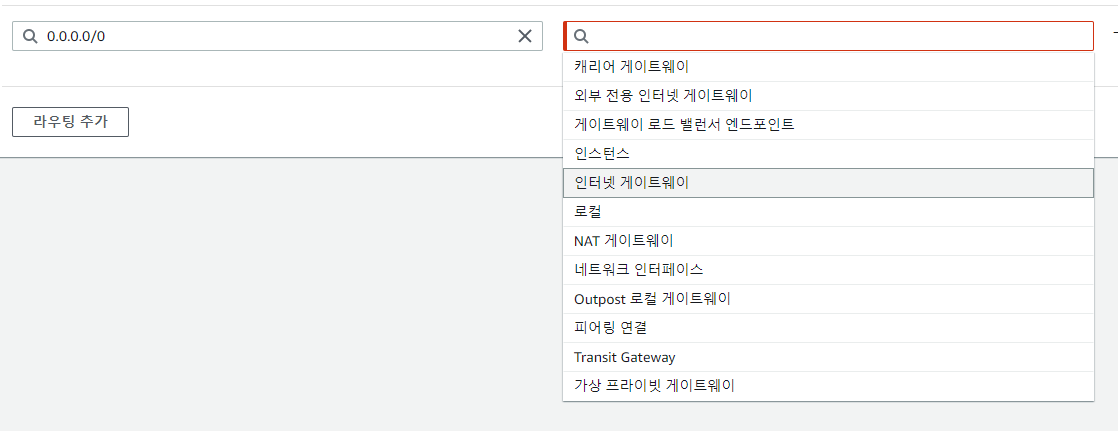 0.0.0.0/0
캐리어 게이트웨이
외부 전용 인터넷 게이트웨이
게이트웨이 로드 밸런서 엔드포인트
라우팅 추가
인스턴스
인터넷 게이트웨이
로컬
NAT 게이트웨이
네트워크 인터페이스
Outpost 로컬 게이트웨이
피어링 연결
Transit Gateway
가상 프라이빗 게이트웨이